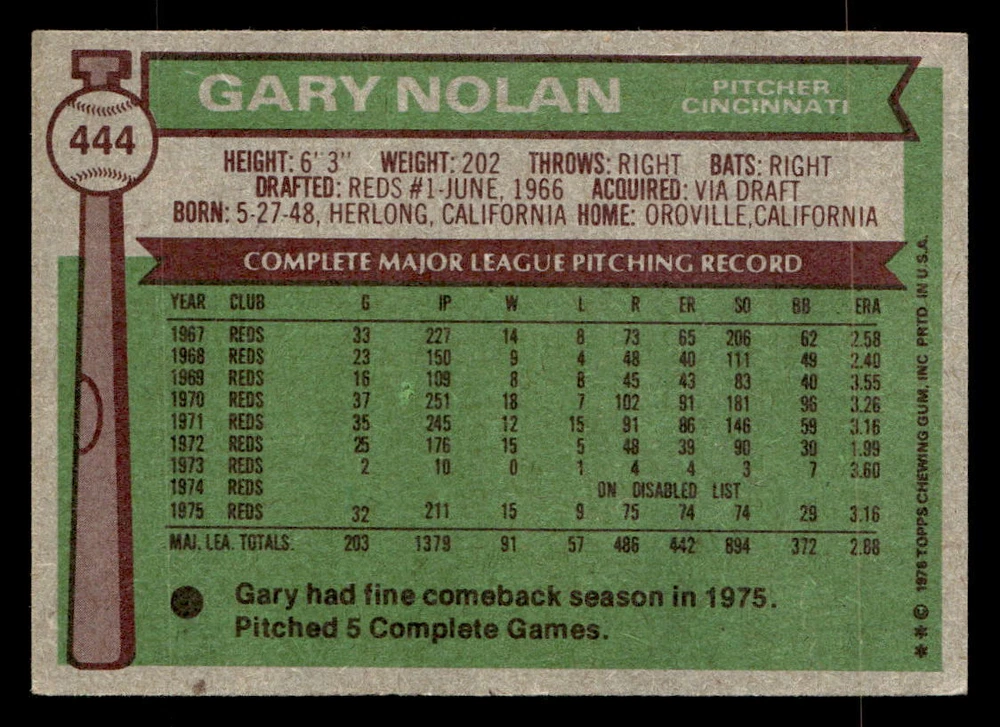 444
GARY NOLAN
PITCHER
CINCINNATI
HEIGHT: 6' 3" WEIGHT: 202 THROWS: RIGHT BATS: RIGHT
DRAFTED: REDS #1-JUNE, 1966 ACQUIRED: VIA DRAFT
BORN: 5-27-48, HERLONG, CALIFORNIA HOME: OROVILLE, CALIFORNIA
COMPLETE MAJOR LEAGUE PITCHING RECORD
YEAR CLUB G IP W L R ER SO BB ERA
1967 REDS 33 227 14 8 73 65 206 62 2.58
1968 REDS 23 150 9 4 48 40 111 49 2.40
1969 REDS 16 109 8 8 45 43 83 40 3.55
1970 REDS 37 251 18 7 102 91 181 96 3.26
1971 REDS 35 245 12 15 91 86 146 59 3.16
1972 REDS 25 176 15 5 48 39 90 30 1.99
1973 REDS 2 10 0 1 4 4 3 7 3.60
1974 REDS ON DISABLED LIST
1975 REDS 32 211 15 9 75 74 74 29 3.16
MAJ. LEA. TOTALS. 203 1379 91 57 486 442 894 372 2.88
Gary had fine comeback season in 1975.
Pitched 5 Complete Games.
* * © 1976 TOPPS CHEWING GUM, INC PRTD. IN U.S.A.